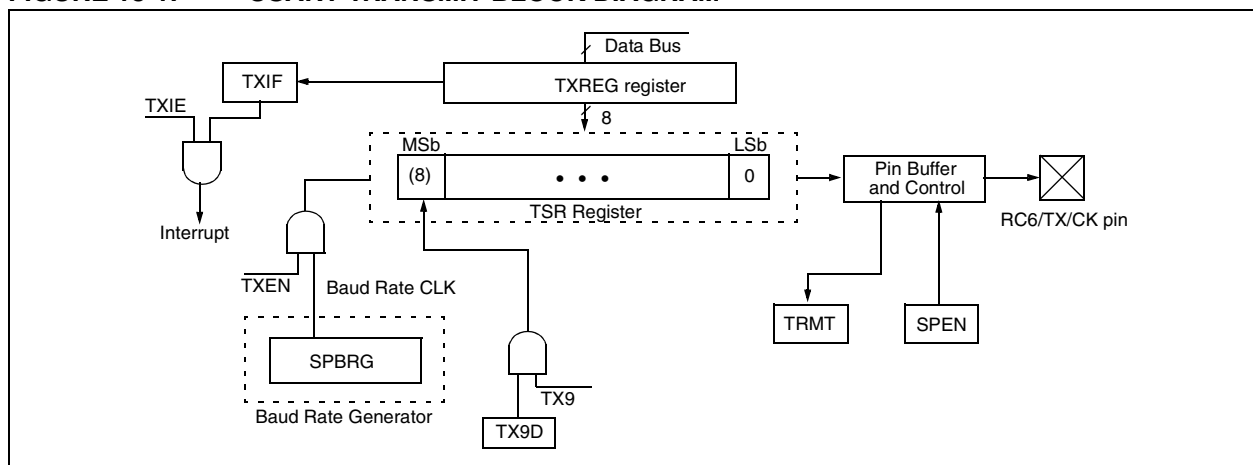 Data Bus
TXIF
TXREG register
TXIE
8
MSb
LSb
(8)
• • •
0
Pin Buffer
and Control
TSR Register
Interrupt
RC6/TX/CK pin
TXEN
Baud Rate CLK
TRMT
SPEN
SPBRG
TX9
Baud Rate Generator
TX9D